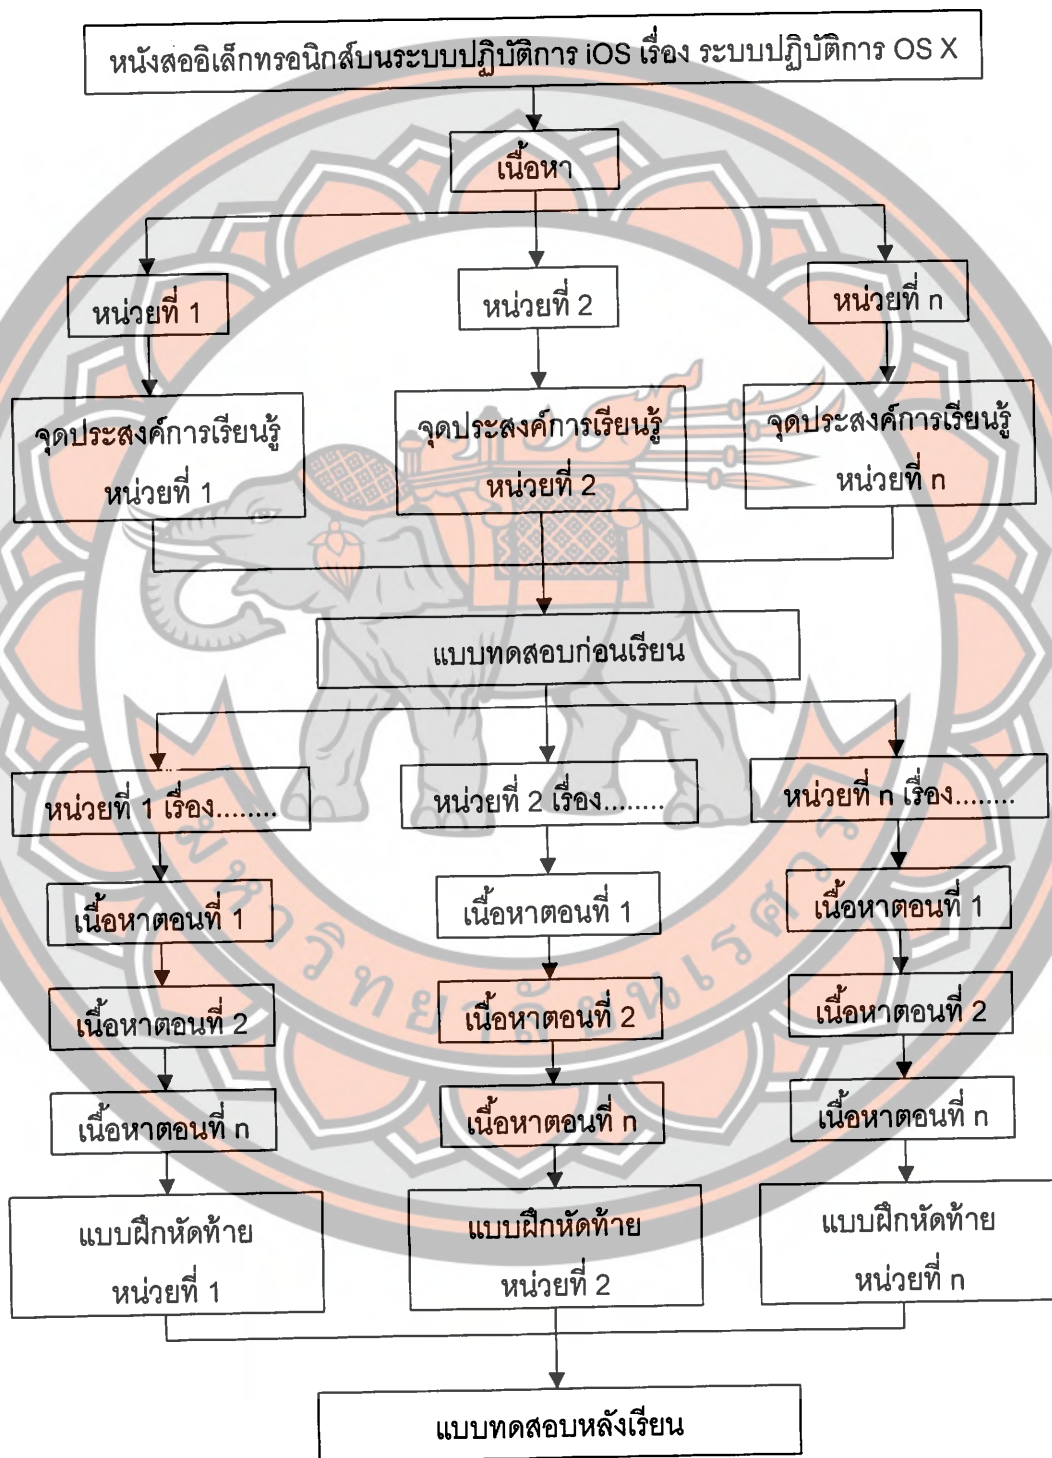 หนังสืออิเล็กทรอนิกส์บนระบบปฏิบัติการ iOS เรื่อง ระบบปฏิบัติการ OS X
เนื้อหา
หน่วยที่ 1
หน่วยที่ 2
หน่วยที่ n
จุดประสงค์การเรียนรู้
หน่วยที่ 1
จุดประสงค์การเรียนรู้
หน่วยที่ 2
จุดประสงค์การเรียนรู้
หน่วยที่ n
แบบทดสอบก่อนเรียน
หน่วยที่ 1 เรื่อง........
หน่วยที่ 2 เรื่อง........
หน่วยที่ n เรื่อง........
เนื้อหาตอนที่ 1
เนื้อหาตอนที่ 1
เนื้อหาตอนที่ 1
เนื้อหาตอนที่ 2
เนื้อหาตอนที่ 2
เนื้อหาตอนที่ 2
เนื้อหาตอนที่ n
เนื้อหาตอนที่ n
เนื้อหาตอนที่ n
แบบฝึกหัดท้าย
หน่วยที่ 1
แบบฝึกหัดท้าย
หน่วยที่ 2
แบบฝึกหัดท้าย
หน่วยที่ n
แบบทดสอบหลังเรียน
มหาวิทยาลัยนเรศวร